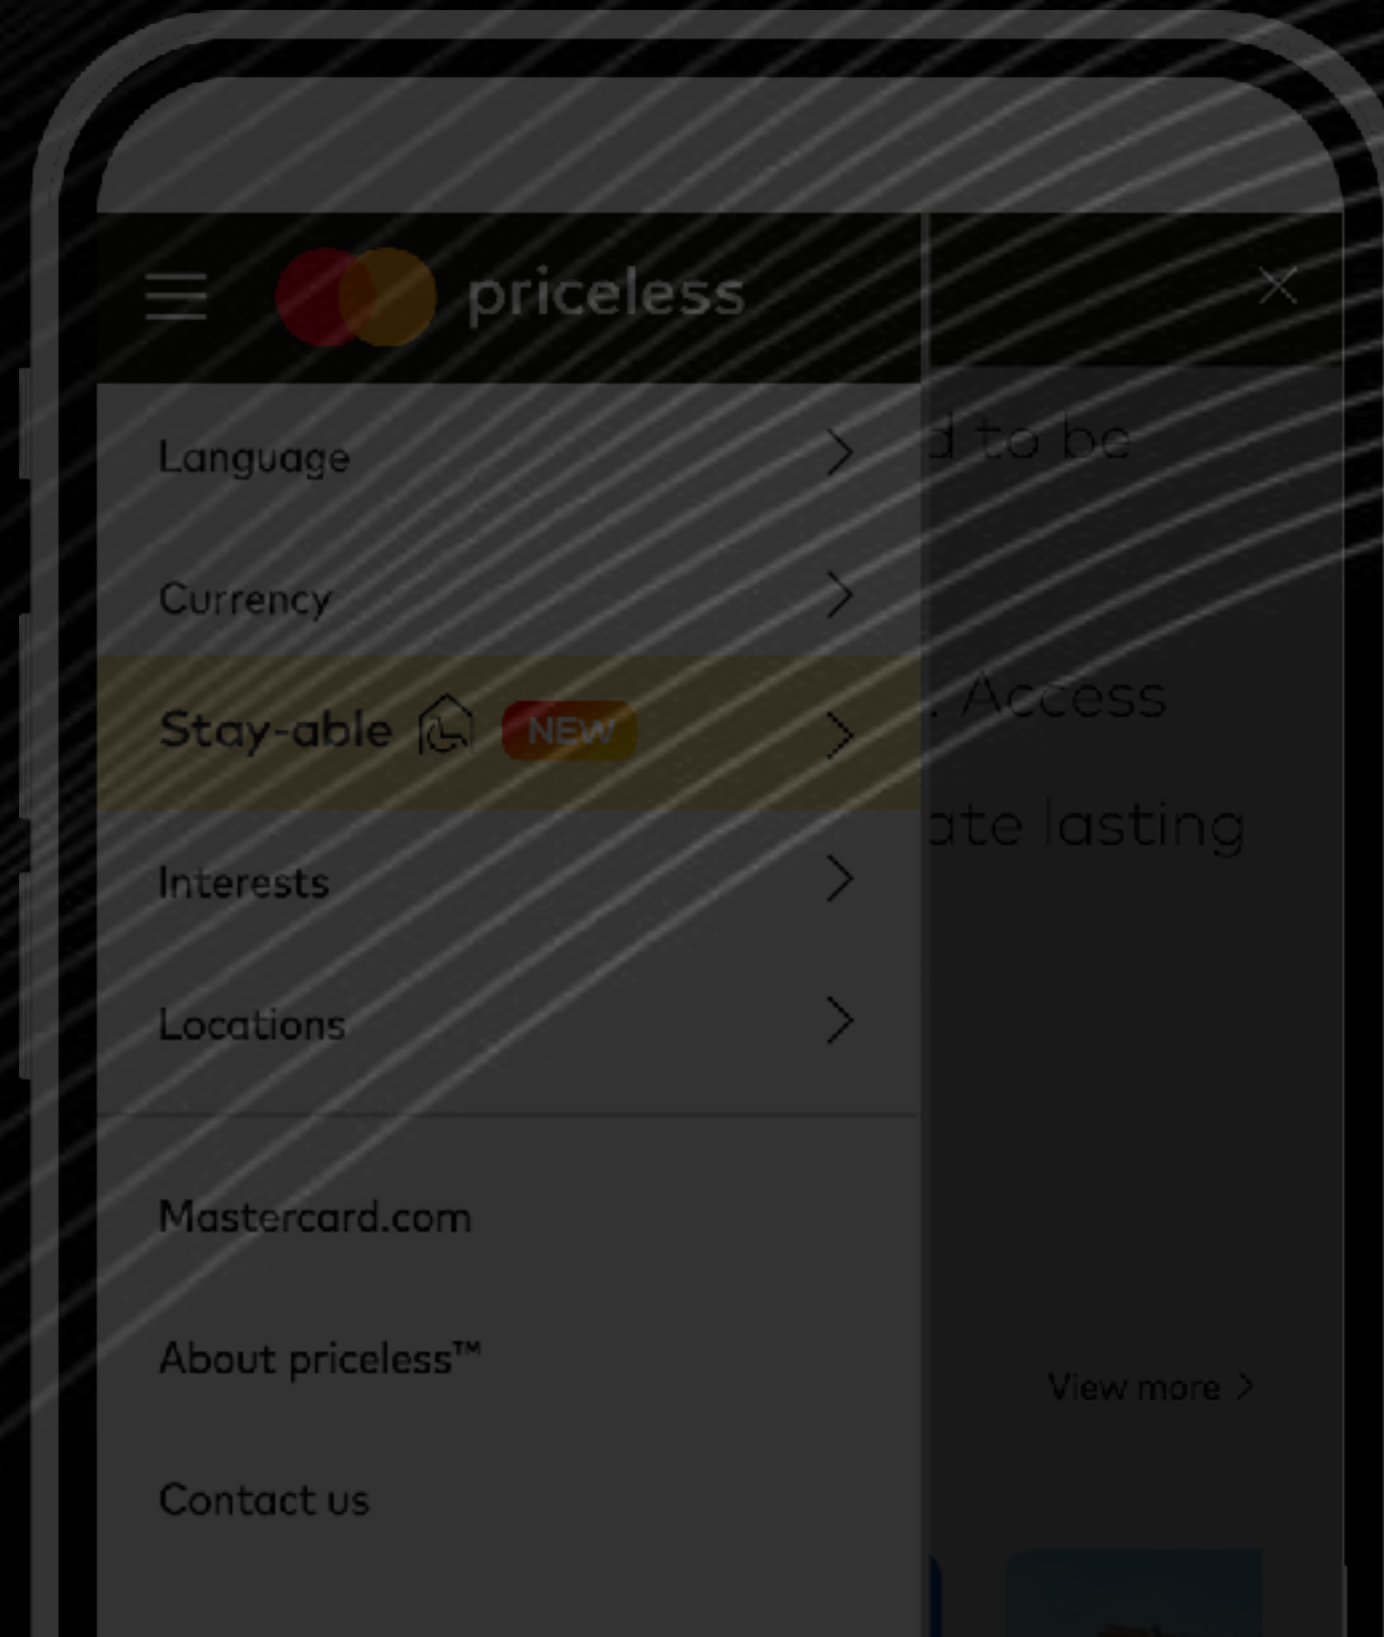 priceless
Language
d to be
Currency
. Access
Stay-able NEW
ate lasting
Interests
Locations
Mastercard.com
About priceless™
View more
Contact us